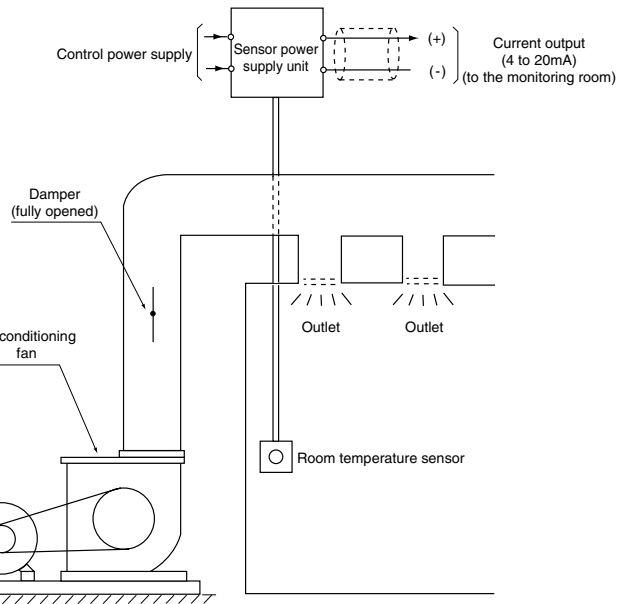 Control power supply
Sensor power
supply unit
(+)
(-)
Current output
(4 to 20mA)
(to the monitoring room)
Damper
(fully opened)
Outlet
Outlet
conditioning
fan
Room temperature sensor